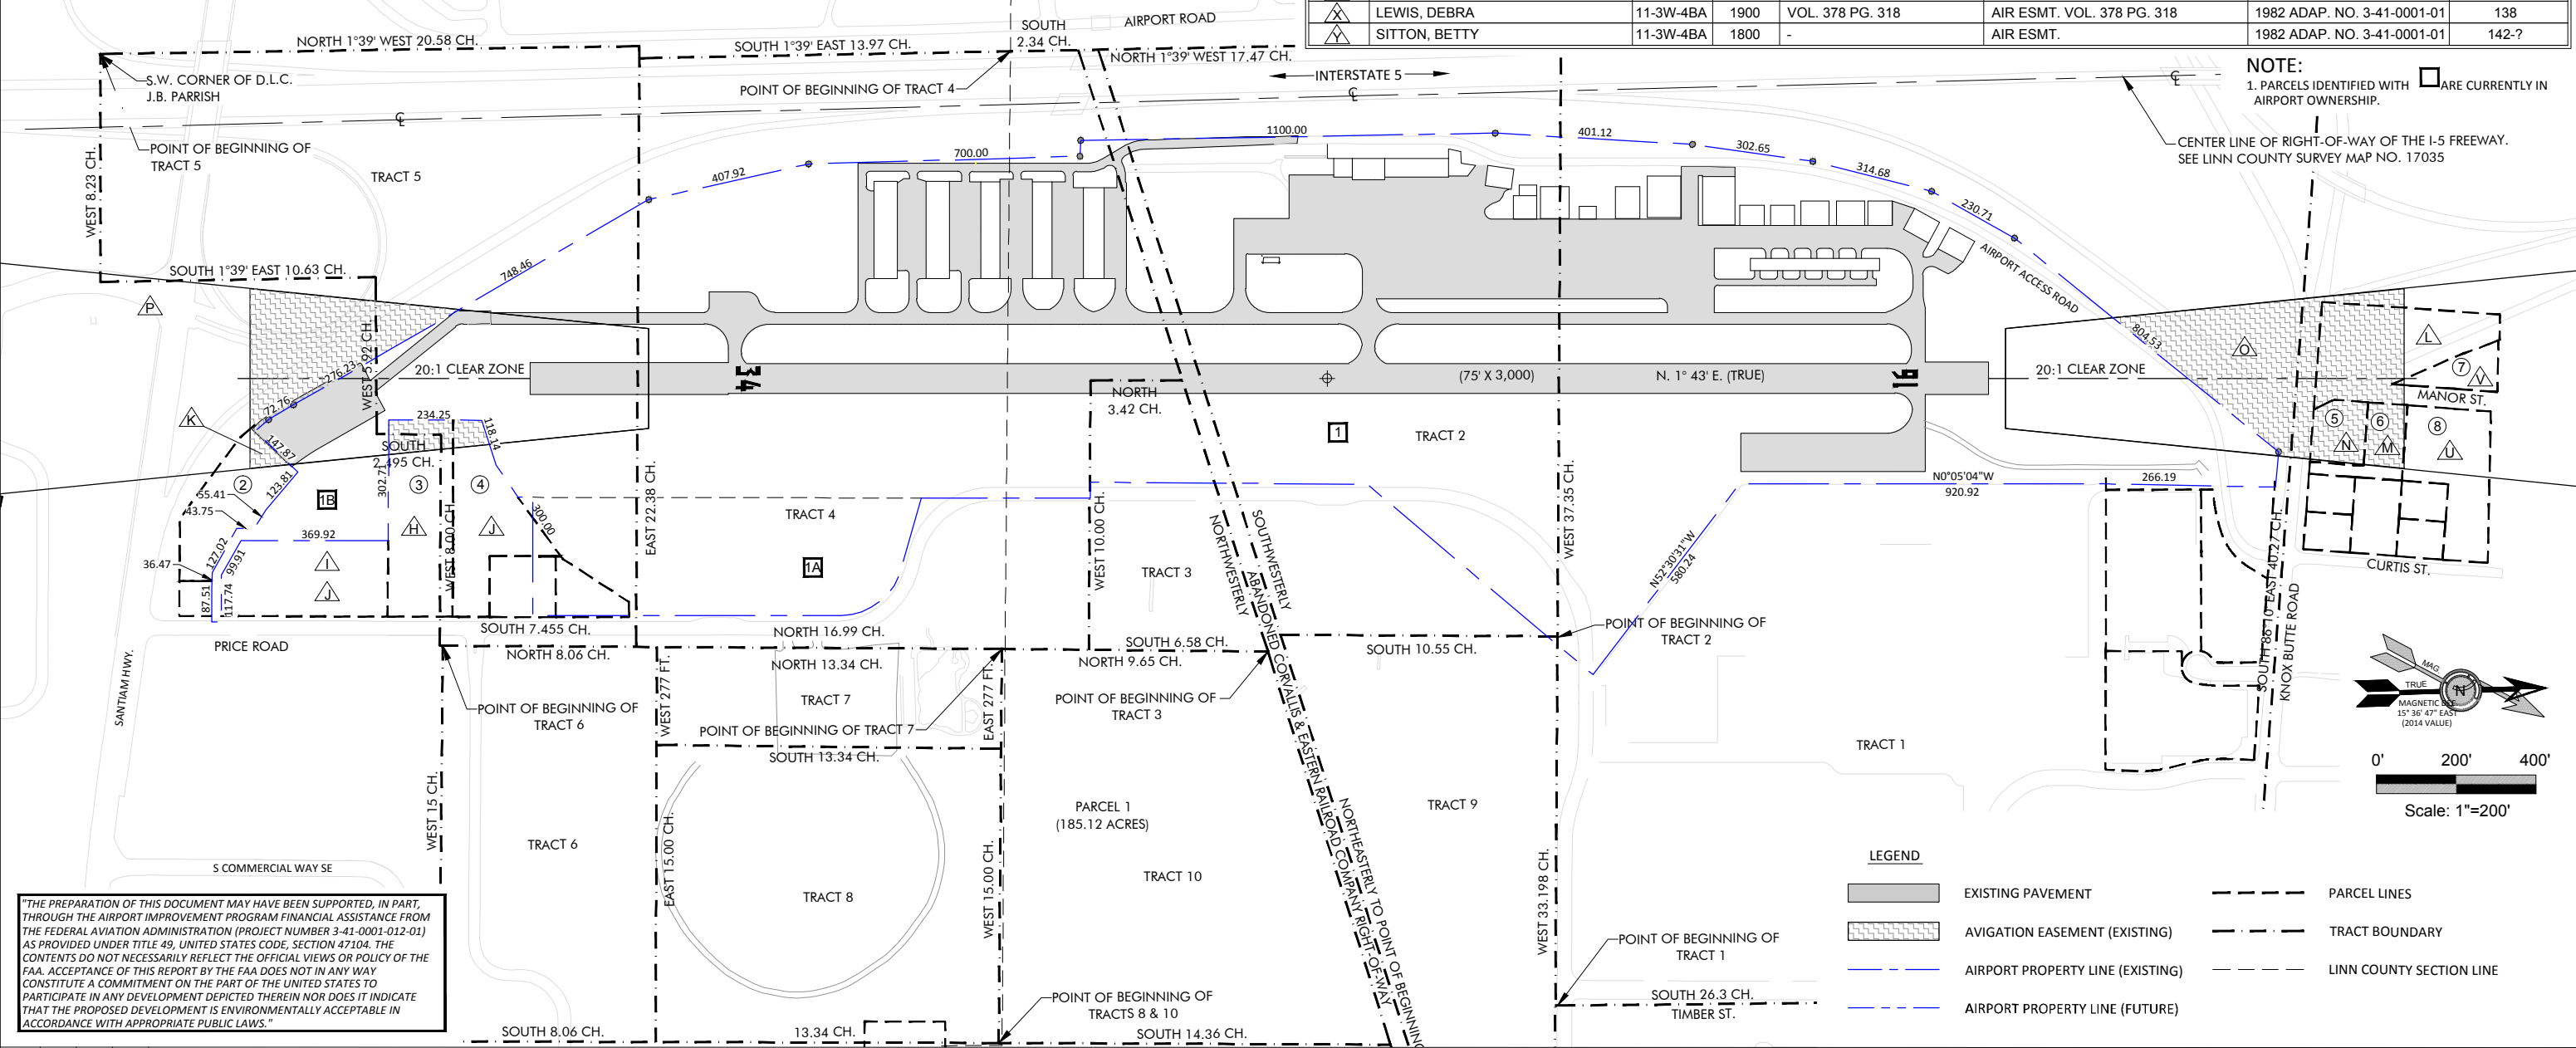 LEWIS, DEBRA 11-3W-4BA 1900 VOL. 378 PG. 318 AIR ESMT. VOL. 378 PG. 318 1982 ADAP. NO. 3-41-0001-01 138
X
SITTON, BETTY 11-3W-4BA 1800 - AIR ESMT. 1982 ADAP. NO. 3-41-0001-01 142-?
Y
NORTH 1°39' WEST 20.58 CH.
SOUTH 1°39' EAST 13.97 CH.
SOUTH
2.34 CH.
AIRPORT ROAD
NORTH 1°39' WEST 17.47 CH.
INTERSTATE 5
NOTE:
1. PARCELS IDENTIFIED WITH ARE CURRENTLY IN
AIRPORT OWNERSHIP.
S.W. CORNER OF D.L.C.
J.B. PARRISH
POINT OF BEGINNING OF TRACT 4
POINT OF BEGINNING OF
TRACT 5
CENTER LINE OF RIGHT-OF-WAY OF THE I-5 FREEWAY.
SEE LINN COUNTY SURVEY MAP NO. 17035
WEST 8.23 CH.
TRACT 5
407.92
700.00
1100.00
401.12
302.65
314.68
230.71
748.46
AIRPORT ACCESS ROAD
804.53
SOUTH 1°39' EAST 10.63 CH.
P
WEST 5.92 CH.
276.23
72.76
147.87
20:1 CLEAR ZONE
34
(75' X 3,000)
N. 1° 43' E. (TRUE)
16
20:1 CLEAR ZONE
O
L
7
V
MANOR ST.
5
N
6
M
8
U
K
234.25
118.14
SOUTH
2.495 CH.
302.71
2
55.41
123.81
43.75
1B
3
4
300.00
H
J
369.92
127.02
99.91
36.47
87.51
117.74
I
J
WEST 8.00 CH.
EAST 22.38 CH.
NORTH
3.42 CH.
1
TRACT 2
TRACT 4
1A
WEST 10.00 CH.
TRACT 3
NORTHWESTERLY
SOUTHWESTERLY
WEST 37.35 CH.
N52°30'31"W
580.24
N0°05'04"W
920.92
266.19
SOUTH 88°10' EAST 40.27 CH.
KNOX BUTTE ROAD
CURTIS ST.
PRICE ROAD
SANTIAM HWY.
SOUTH 7.455 CH.
NORTH 8.06 CH.
NORTH 16.99 CH.
NORTH 13.34 CH.
SOUTH 6.58 CH.
NORTH 9.65 CH.
SOUTH 10.55 CH.
POINT OF BEGINNING OF
TRACT 2
POINT OF BEGINNING OF
TRACT 6
WEST 277 FT.
TRACT 7
POINT OF BEGINNING OF TRACT 7
EAST 277 FT.
SOUTH 13.34 CH.
POINT OF BEGINNING OF
TRACT 3
ABANDONED CORVALLIS & EASTERN RAILROAD COMPANY RIGHT-OF-WAY
NORTHEASTERLY TO POINT OF BEGINNING
TRACT 1
MAG.
TRUE
N
15° 36' 47" EAST
(2014 VALUE)
0' 200' 400'
Scale: 1"=200'
WEST 15 CH.
TRACT 6
EAST 15.00 CH.
TRACT 8
WEST 15.00 CH.
PARCEL 1
(185.12 ACRES)
TRACT 10
TRACT 9
WEST 33.198 CH.
S COMMERCIAL WAY SE
"THE PREPARATION OF THIS DOCUMENT MAY HAVE BEEN SUPPORTED, IN PART,
THROUGH THE AIRPORT IMPROVEMENT PROGRAM FINANCIAL ASSISTANCE FROM
THE FEDERAL AVIATION ADMINISTRATION (PROJECT NUMBER 3-41-0001-012-01)
AS PROVIDED UNDER TITLE 49, UNITED STATES CODE, SECTION 47104. THE
CONTENTS DO NOT NECESSARILY REFLECT THE OFFICIAL VIEWS OR POLICY OF THE
FAA. ACCEPTANCE OF THIS REPORT BY THE FAA DOES NOT IN ANY WAY
CONSTITUTE A COMMITMENT ON THE PART OF THE UNITED STATES TO
PARTICIPATE IN ANY DEVELOPMENT DEPICTED THEREIN NOR DOES IT INDICATE
THAT THE PROPOSED DEVELOPMENT IS ENVIRONMENTALLY ACCEPTABLE IN
ACCORDANCE WITH APPROPRIATE PUBLIC LAWS."
SOUTH 8.06 CH.
13.34 CH.
POINT OF BEGINNING OF
TRACTS 8 & 10
SOUTH 14.36 CH.
POINT OF BEGINNING OF
TRACT 1
SOUTH 26.3 CH.
TIMBER ST.
LEGEND
EXISTING PAVEMENT
AVIGATION EASEMENT (EXISTING)
AIRPORT PROPERTY LINE (EXISTING)
AIRPORT PROPERTY LINE (FUTURE)
PARCEL LINES
TRACT BOUNDARY
LINN COUNTY SECTION LINE